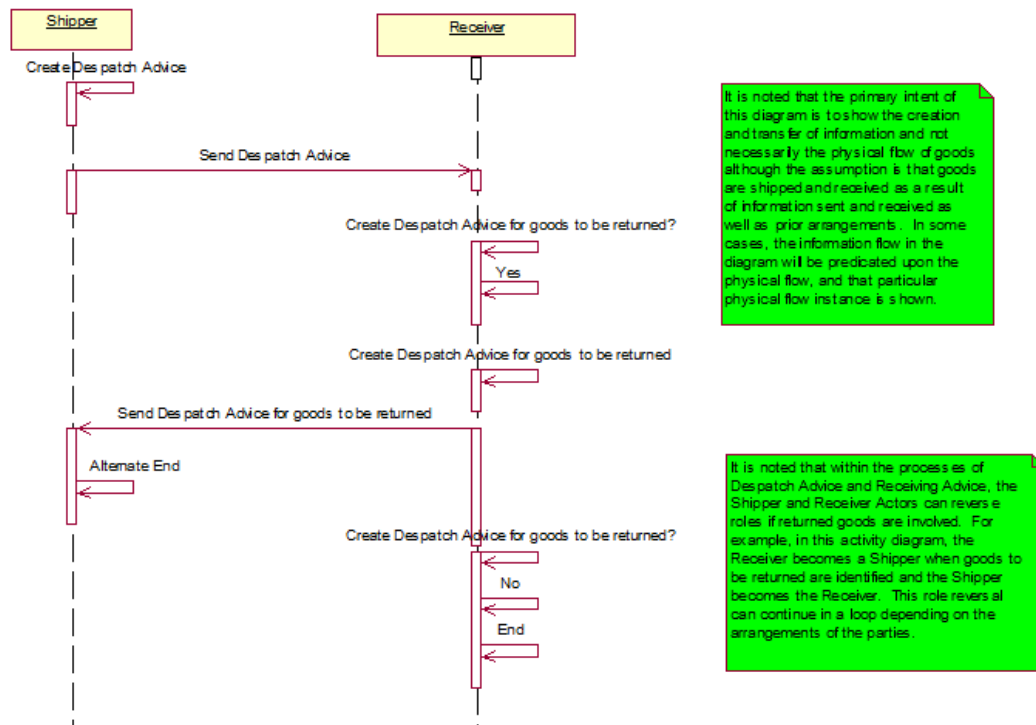 Shipper
Receiver
Create Despatch Advice
Send Despatch Advice
Create Despatch Advice for goods to be returned?
Yes
Create Despatch Advice for goods to be returned
Send Despatch Advice for goods to be returned
Alternate End
Create Despatch Advice for goods to be returned?
No
End
It is noted that the primary intent of
this diagram is to show the creation
and transfer of information and not
necessarily the physical flow of goods
although the assumption is that goods
are shipped and received as a result
of information sent and received as
well as prior arrangements. In some
cases, the information flow in the
diagram will be predicated upon the
physical flow, and that particular
physical flow instance is shown.
It is noted that within the processes of
Despatch Advice and Receiving Advice, the
Shipper and Receiver Actors can reverse
roles if returned goods are involved. For
example, in this activity diagram, the
Receiver becomes a Shipper when goods to
be returned are identified and the Shipper
becomes the Receiver. This role reversal
can continue in a loop depending on the
arrangements of the parties.